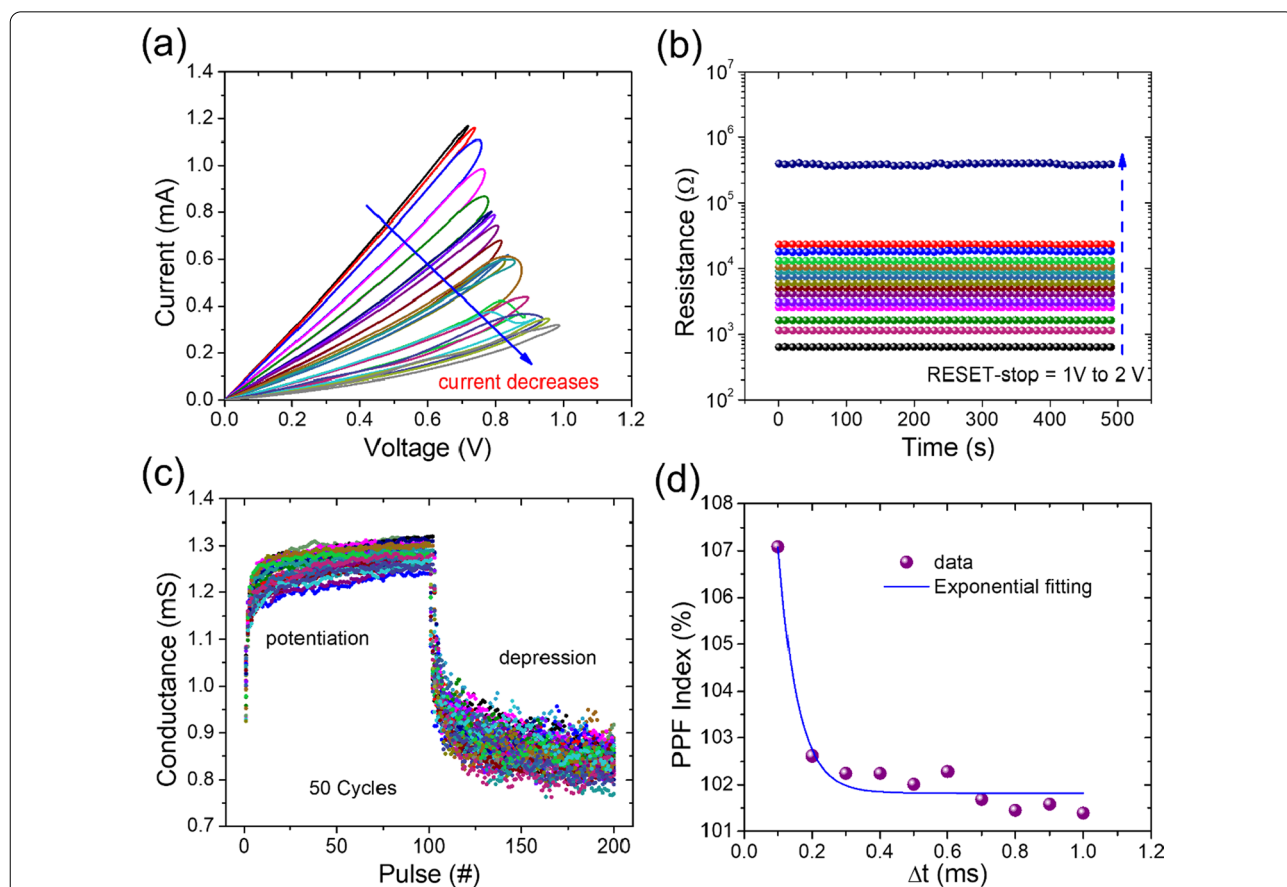 (a)
1.4
1.2
1.0
0.8
0.6
0.4
0.2
0.0
Current (mA)
current decreases
0.0 0.2 0.4 0.6 0.8 1.0 1.2
Voltage (V)
(b)
10⁷
10⁶
10⁵
10⁴
10³
10²
Resistance (Ω)
RESET-stop = 1V to 2 V
0 100 200 300 400 500
Time (s)
(c)
1.4
1.3
1.2
1.1
1.0
0.9
0.8
0.7
Conductance (mS)
potentiation
depression
50 Cycles
0 50 100 150 200
Pulse (#)
(d)
108
107
106
105
104
103
102
101
PPF Index (%)
data
Exponential fitting
0.0 0.2 0.4 0.6 0.8 1.0 1.2
Δt (ms)